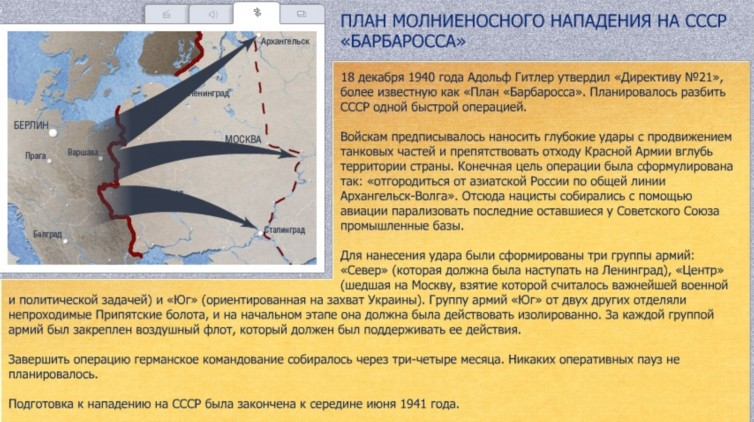 ПЛАН МОЛНИЕНОСНОГО НАПАДЕНИЯ НА СССР
«БАРБАРОССА»
Архангельск
БЕРЛИН
МОСКВА
Прага
Варшава
Белград
Сталинград
18 декабря 1940 года Адольф Гитлер утвердил «Директиву №21»,
более известную как «План «Барбаросса». Планировалось разбить
СССР одной быстрой операцией.
Войскам предписывалось наносить глубокие удары с продвижением
танковых частей и препятствовать отходу Красной Армии вглубь
территории страны. Конечная цель операции была сформулирована
так: «отгородиться от азиатской России по общей линии
Архангельск-Волга». Отсюда нацисты собирались с помощью
авиации парализовать последние оставшиеся у Советского Союза
промышленные базы.
Для нанесения удара были сформированы три группы армий:
«Север» (которая должна была наступать на Ленинград), «Центр»
(шедшая на Москву, взятие которой считалось важнейшей военной
и политической задачей) и «Юг» (ориентированная на захват Украины). Группу армий «Юг» от двух других отделяли
непроходимые Припятские болота, и на начальном этапе она должна была действовать изолированно. За каждой группой
армий был закреплен воздушный флот, который должен был поддерживать ее действия.
Завершить операцию германское командование собиралось через три-четыре месяца. Никаких оперативных пауз не
планировалось.
Подготовка к нападению на СССР была закончена к середине июня 1941 года.